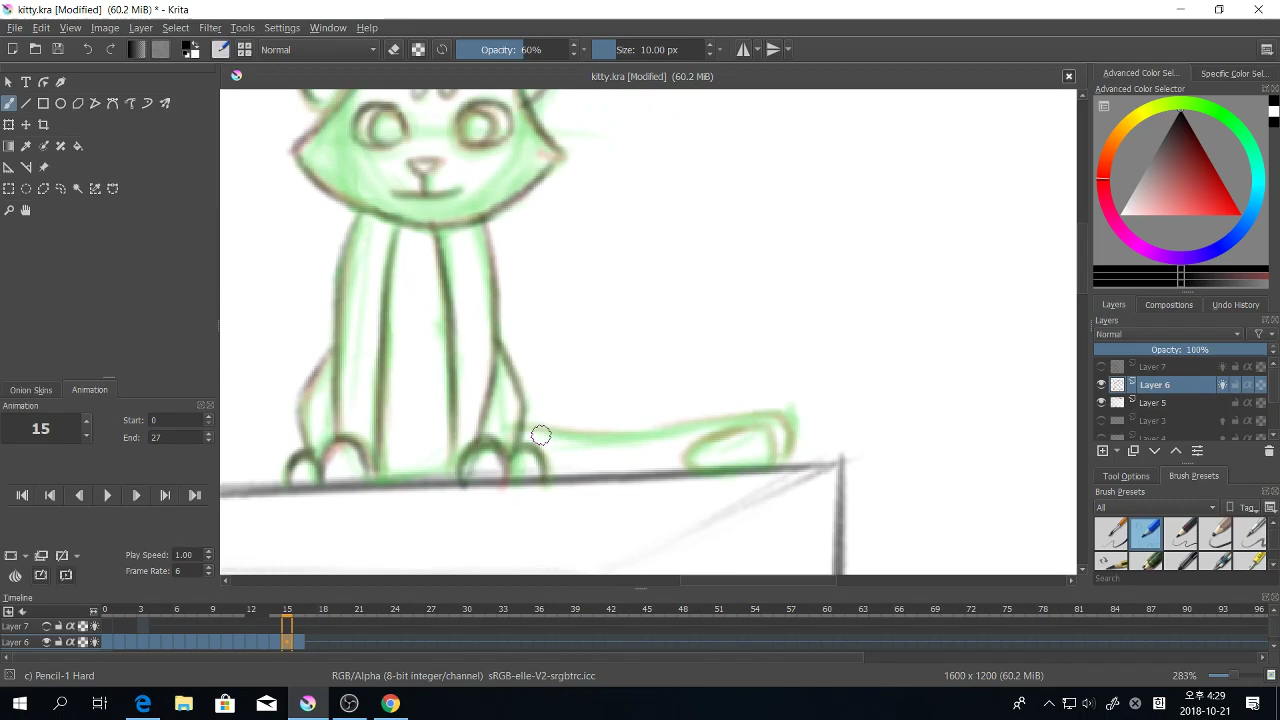 kitty.kra [Modified] (60.2 MiB) * - Krita
File Edit View Image Layer Select Filter Tools Settings Window Help
Normal Opacity: 60% Size: 10.00 px
kitty.kra [Modified] (60.2 MiB)
Advanced Color Sel... Specific Color Sel...
Advanced Color Selector
Layers Compositions Undo History
Layers
Normal
Opacity: 100%
Layer 7
Layer 6
Layer 5
Layer 3
Layer 4
Onion Skins Animation
Animation
15 Start: 0
End: 27
Play Speed: 1.00
Frame Rate: 6
Tool Options Brush Presets
Brush Presets
All Tag
Search
Timeline
0 3 6 9 12 15 18 21 24 27 30 33 36 39 42 45 48 51 54 57 60 63 66 69 72 75 78 81 84 87 90 93 96
Layer 7
Layer 6
c) Pencil-1 Hard RGB/Alpha (8-bit integer/channel) sRGB-elle-V2-srgbtrc.icc 1600 x 1200 (60.2 MiB) 283%
오후 4:29
2018-10-21